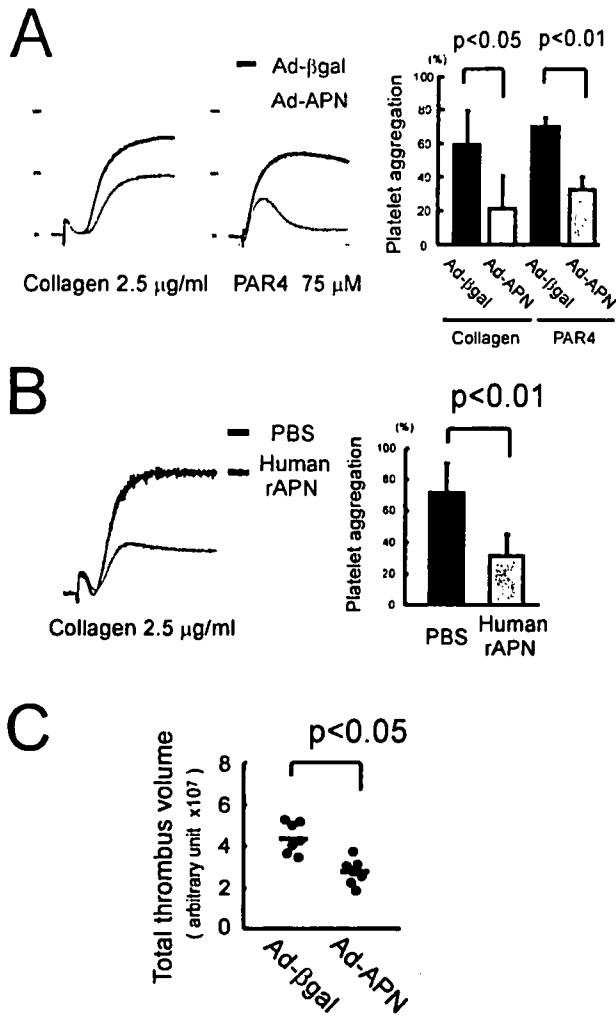 A
Ad-βgal
Ad-APN
Collagen 2.5 μg/ml
PAR4 75 μM
p<0.05 p<0.01
(%)
100
80
60
40
20
0
Platelet aggregation
Ad-βgal
Ad-APN
Ad-βgal
Ad-APN
Collagen
PAR4
B
PBS
Human
rAPN
Collagen 2.5 μg/ml
p<0.01
(%)
100
80
60
40
20
0
Platelet aggregation
PBS
Human
rAPN
C
p<0.05
Total thrombus volume
( arbitrary unit x10⁷ )
8
6
4
2
0
Ad-βgal
Ad-APN